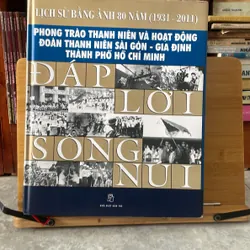 LỊCH SỬ BẰNG ẢNH 80 NĂM (1931 - 2011)
PHONG TRÀO THANH NIÊN VÀ HOẠT ĐỘNG
ĐOÀN THANH NIÊN SÀI GÒN - GIA ĐỊNH
THÀNH PHỐ HỒ CHÍ MINH
ĐÁP
LỜI
SÔNG
NÚI